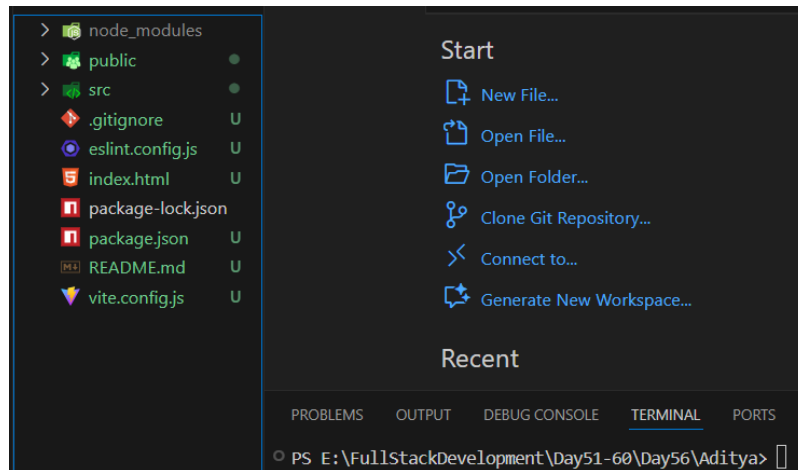 node_modules
public
src
.gitignore U
eslint.config.js U
index.html U
package-lock.json
package.json U
README.md U
vite.config.js U
Start
New File...
Open File...
Open Folder...
Clone Git Repository...
Connect to...
Generate New Workspace...
Recent
PROBLEMS OUTPUT DEBUG CONSOLE TERMINAL PORTS
PS E:\FullStackDevelopment\Day51-60\Day56\Aditya>